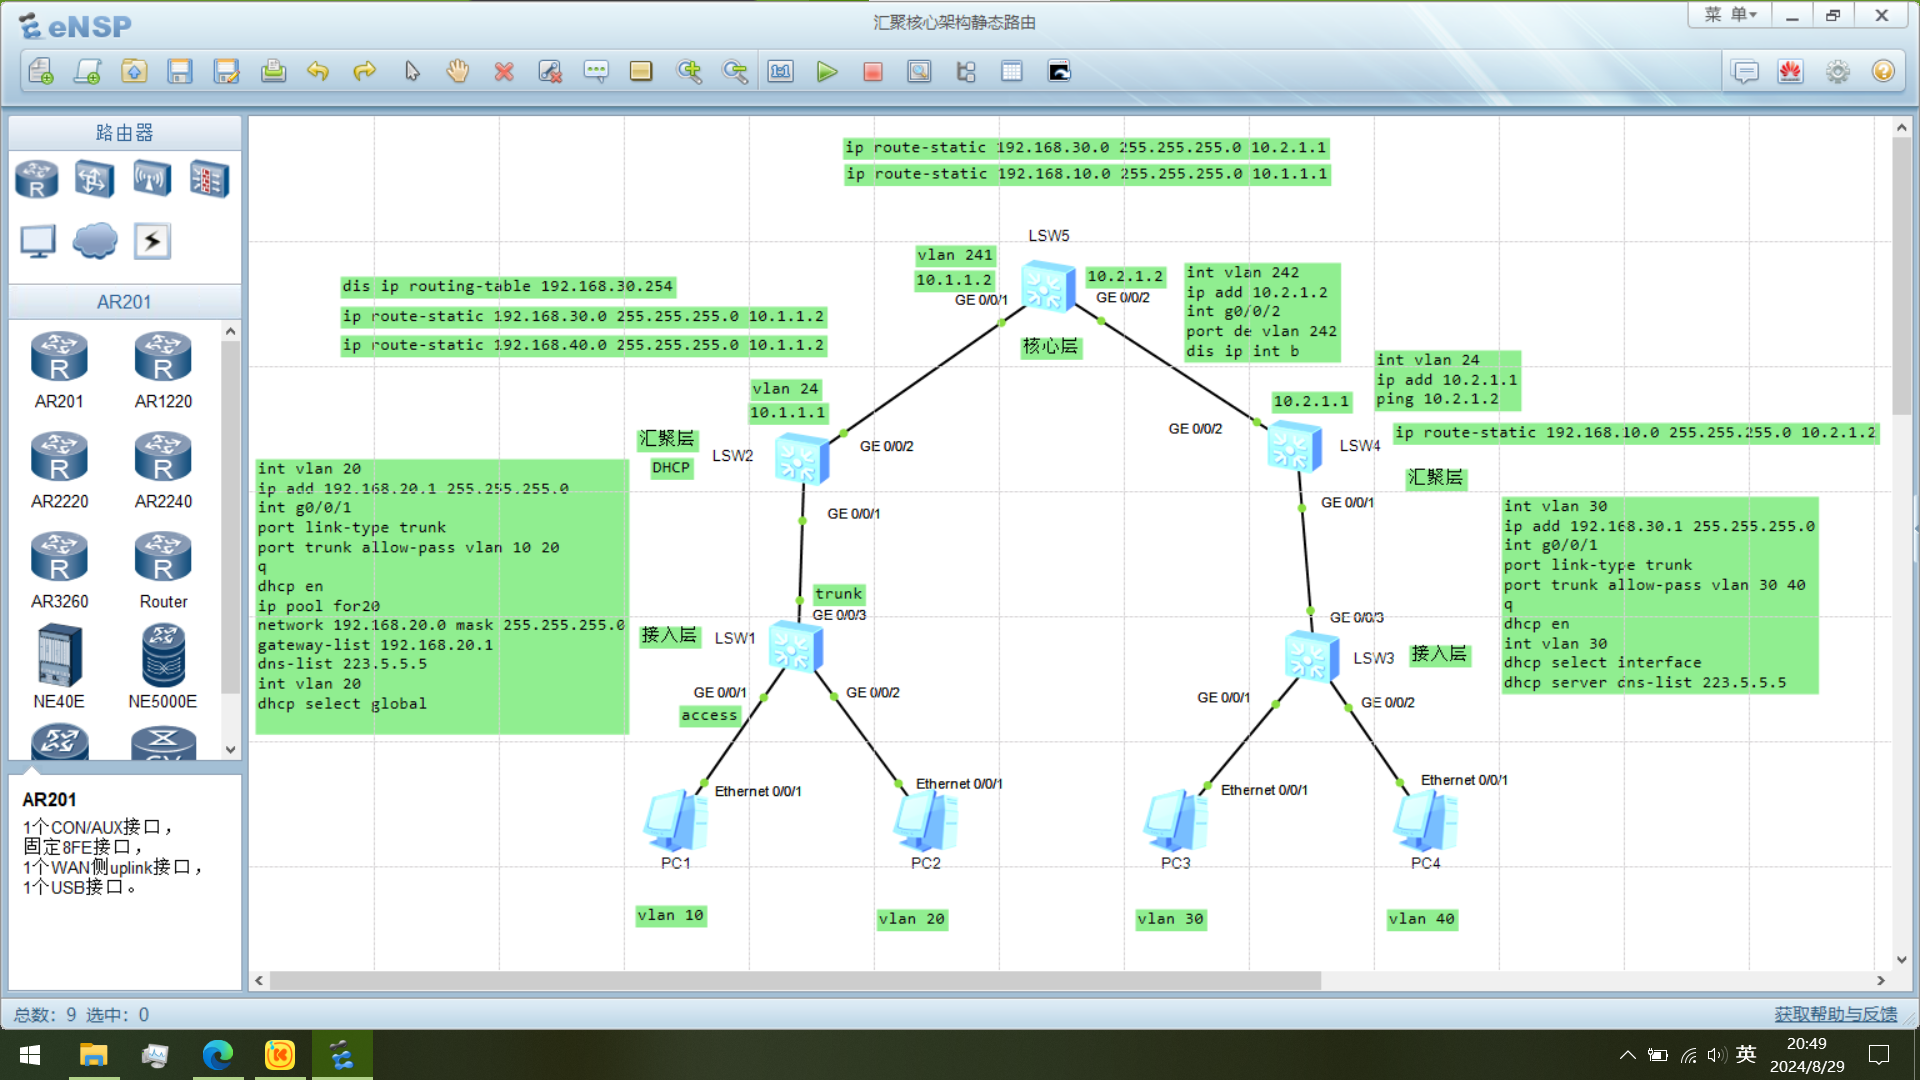 eNSP
汇聚核心架构静态路由
菜 单
路由器
AR201
AR201
AR1220
AR2220
AR2240
AR3260
Router
NE40E
NE5000E
AR201
1个CON/AUX接口，
固定8FE接口，
1个WAN侧uplink接口，
1个USB接口。
ip route-static 192.168.30.0 255.255.255.0 10.2.1.1
ip route-static 192.168.10.0 255.255.255.0 10.1.1.1
LSW5
vlan 241
10.1.1.2
GE 0/0/1
10.2.1.2
GE 0/0/2
核心层
int vlan 242
ip add 10.2.1.2
int g0/0/2
port de vlan 242
dis ip int b
dis ip routing-table 192.168.30.254
ip route-static 192.168.30.0 255.255.255.0 10.1.1.2
ip route-static 192.168.40.0 255.255.255.0 10.1.1.2
int vlan 24
ip add 10.2.1.1
ping 10.2.1.2
vlan 24
10.1.1.1
10.2.1.1
GE 0/0/2
ip route-static 192.168.10.0 255.255.255.0 10.2.1.2
汇聚层
DHCP
LSW2
GE 0/0/2
LSW4
汇聚层
GE 0/0/1
GE 0/0/1
int vlan 20
ip add 192.168.20.1 255.255.255.0
int g0/0/1
port link-type trunk
port trunk allow-pass vlan 10 20
q
dhcp en
ip pool for20
network 192.168.20.0 mask 255.255.255.0
gateway-list 192.168.20.1
dns-list 223.5.5.5
int vlan 20
dhcp select global
int vlan 30
ip add 192.168.30.1 255.255.255.0
int g0/0/1
port link-type trunk
port trunk allow-pass vlan 30 40
q
dhcp en
int vlan 30
dhcp select interface
dhcp server dns-list 223.5.5.5
trunk
GE 0/0/3
接入层
LSW1
GE 0/0/3
LSW3
接入层
GE 0/0/1
GE 0/0/2
access
GE 0/0/1
GE 0/0/2
Ethernet 0/0/1
Ethernet 0/0/1
Ethernet 0/0/1
Ethernet 0/0/1
PC1
PC2
PC3
PC4
vlan 10
vlan 20
vlan 30
vlan 40
总数: 9 选中: 0
获取帮助与反馈
英
20:49
2024/8/29